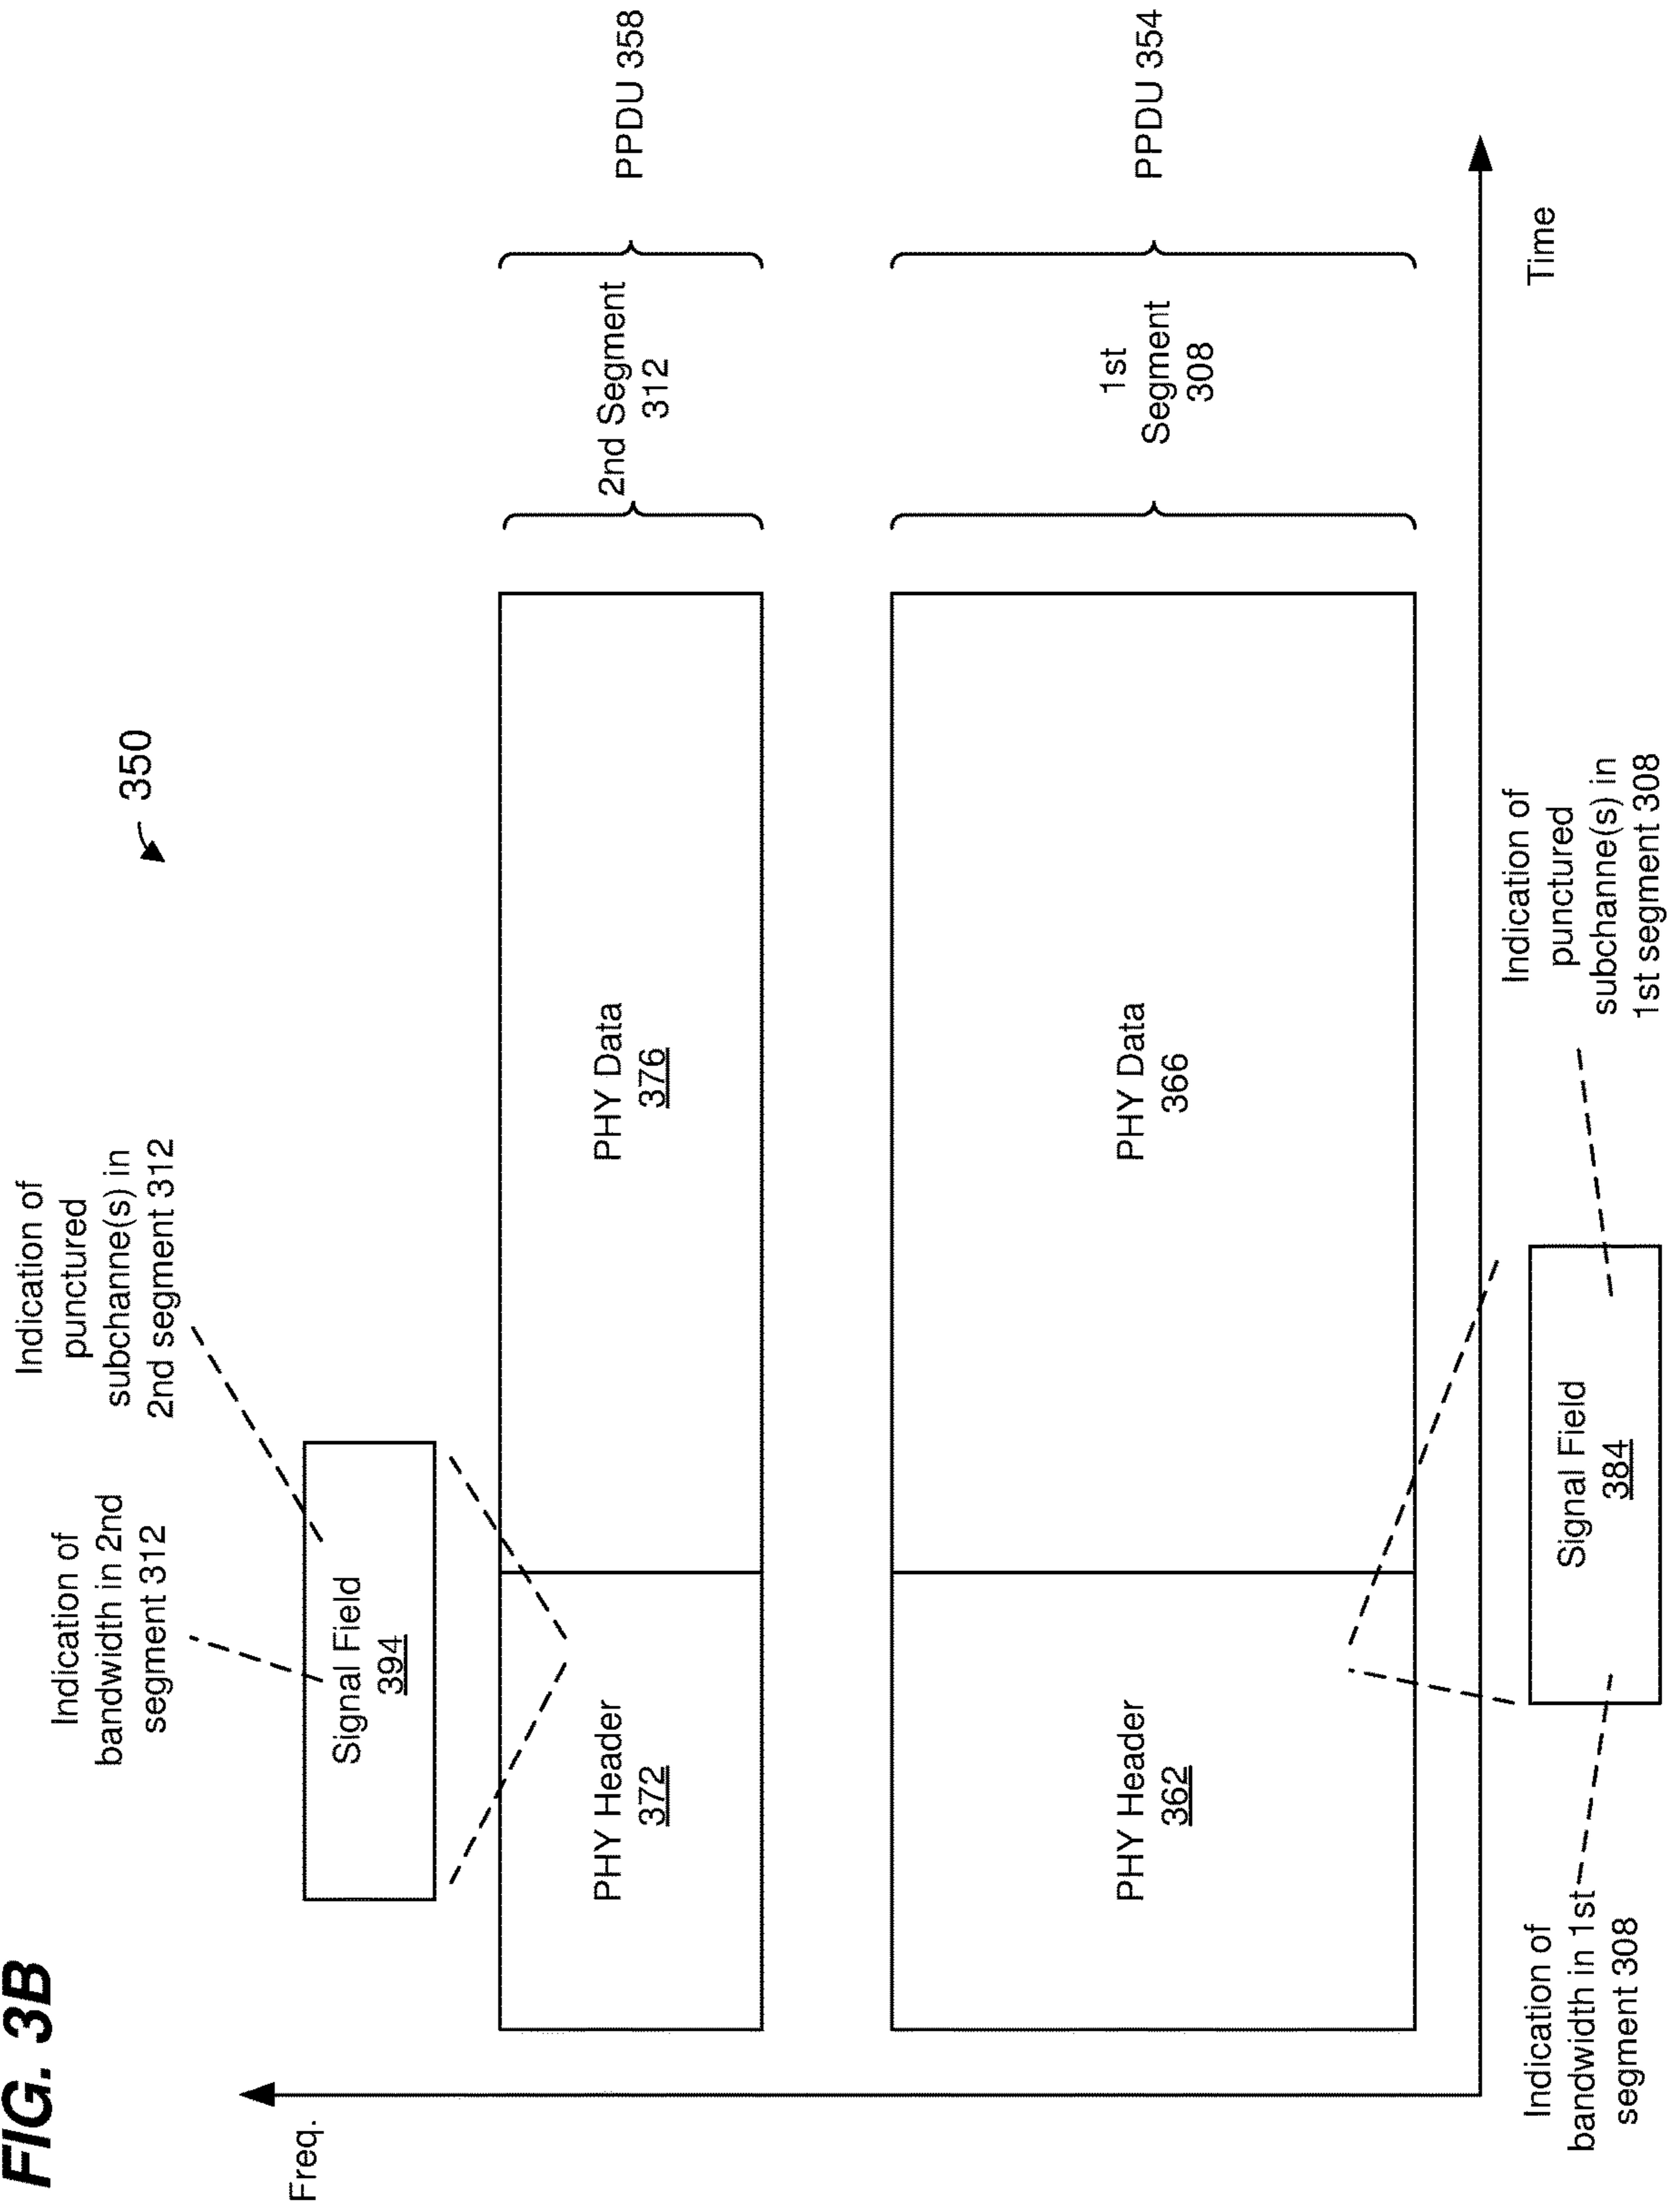 FIG. 3B
350
Indication of
bandwidth in 2nd
segment 312
Indication of
punctured
subchanne(s) in
2nd segment 312
Signal Field
394
Freq.
PHY Header
372
PHY Data
376
2nd Segment
312
PPDU 358
PHY Header
362
PHY Data
366
1st
Segment
308
PPDU 354
Time
Signal Field
384
Indication of
bandwidth in 1st
segment 308
Indication of
punctured
subchanne(s) in
1st segment 308